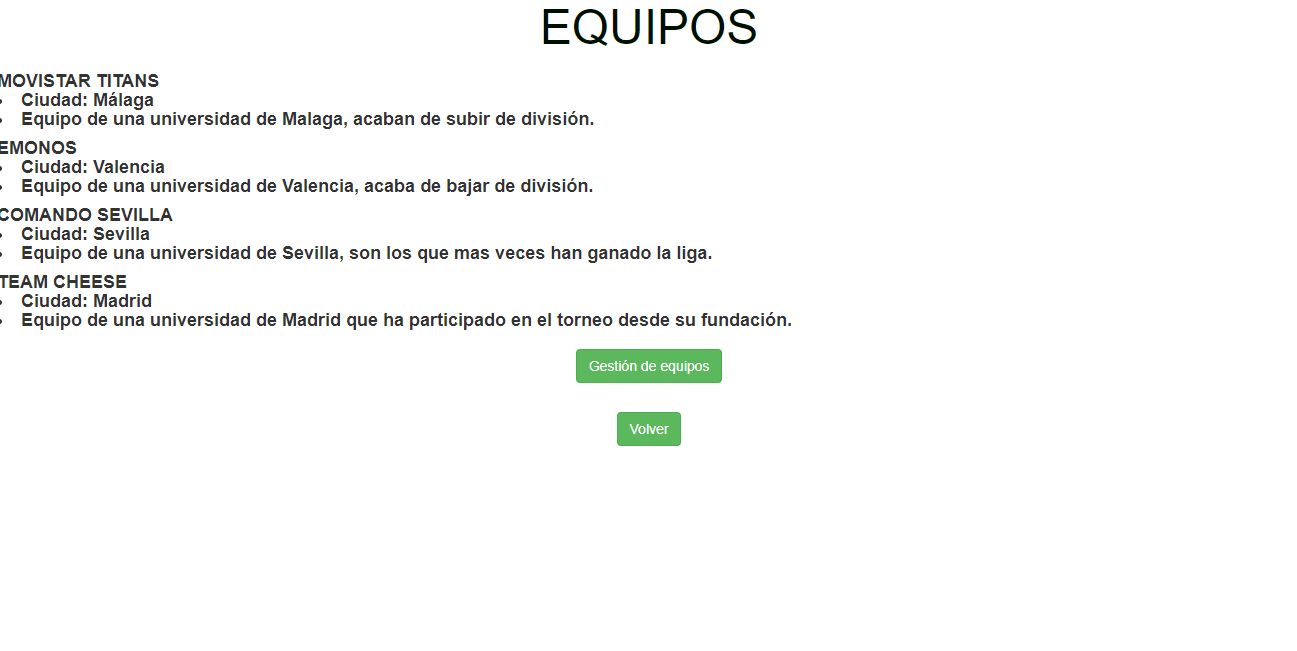 EQUIPOS
MOVISTAR TITANS
Ciudad: Málaga
Equipo de una universidad de Malaga, acaban de subir de división.
EMONOS
Ciudad: Valencia
Equipo de una universidad de Valencia, acaba de bajar de división.
COMANDO SEVILLA
Ciudad: Sevilla
Equipo de una universidad de Sevilla, son los que mas veces han ganado la liga.
TEAM CHEESE
Ciudad: Madrid
Equipo de una universidad de Madrid que ha participado en el torneo desde su fundación.
Gestión de equipos
Volver